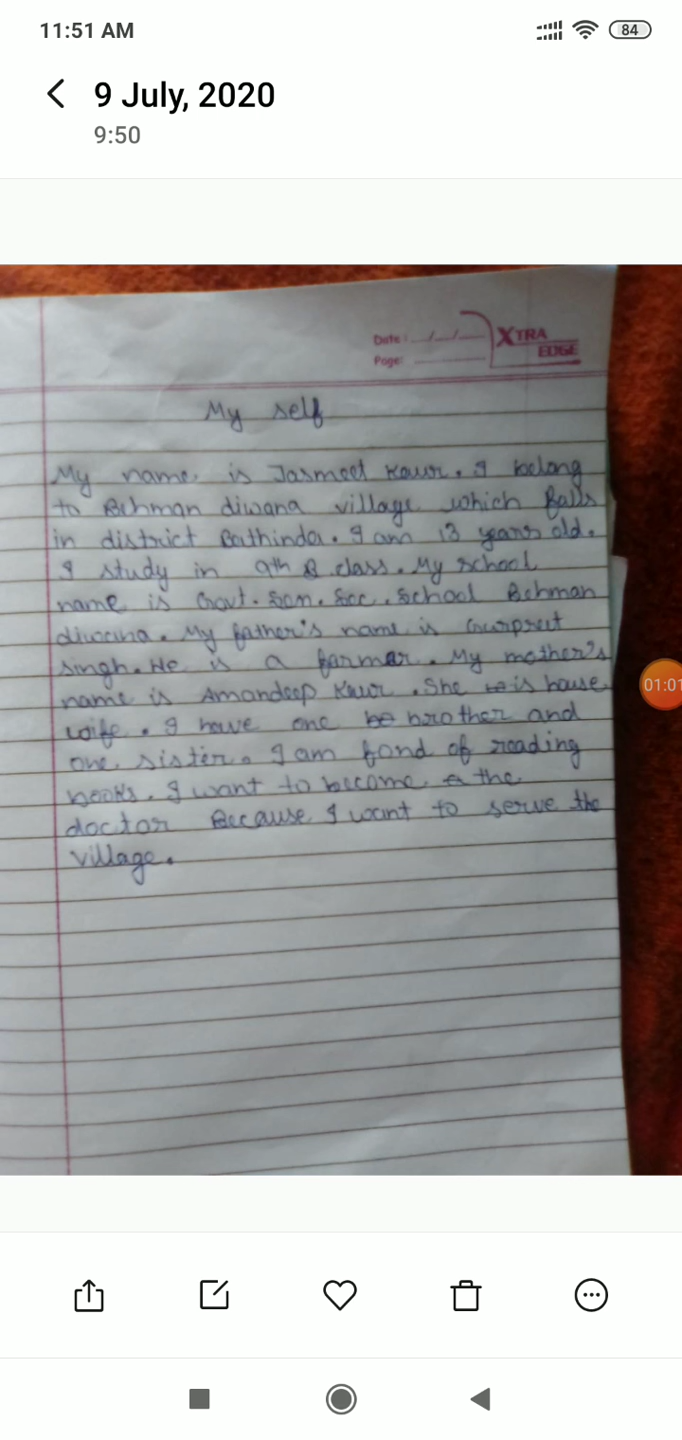 11:51 AM
84
9 July, 2020
9:50
Date: __/__/__
XTRA
EDGE
Page:
My self
My name is Jasmeet Kaur. I belong
to Behman diwana village which falls
in district Bathinda. I am 13 years old.
I study in 9th B class. My school
name is Govt. Sen. Sec. School Behman
diwana. My father's name is Gurpreet
singh. He is a farmer. My mother's
name is Amandeep Kaur. She is house
01:01
wife. I have one be brother and
one sister. I am fond of reading
books. I want to become a the
doctor Because I want to serve the
village.